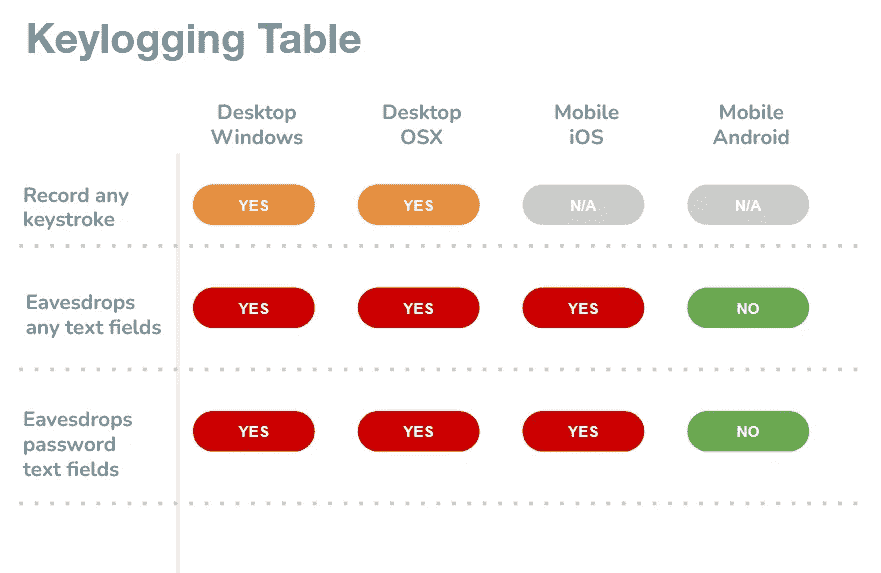 Keylogging Table
Desktop Windows
Desktop OSX
Mobile iOS
Mobile Android
Record any keystroke
YES
YES
N/A
N/A
Eavesdrops any text fields
YES
YES
YES
NO
Eavesdrops password text fields
YES
YES
YES
NO